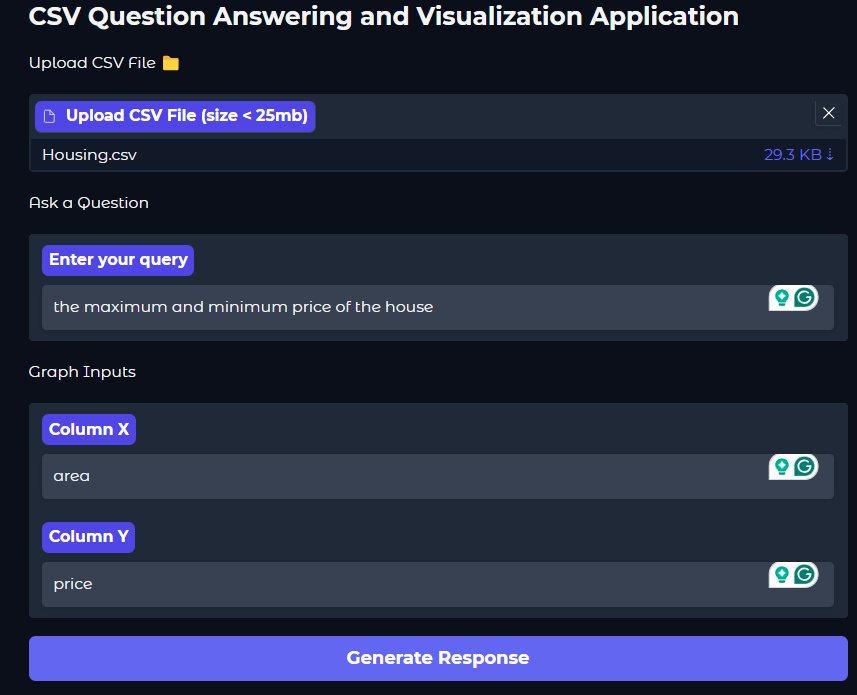 CSV Question Answering and Visualization Application
Upload CSV File
Upload CSV File (size < 25mb)
Housing.csv 29.3 KB ⇣
Ask a Question
Enter your query
the maximum and minimum price of the house
Graph Inputs
Column X
area
Column Y
price
Generate Response